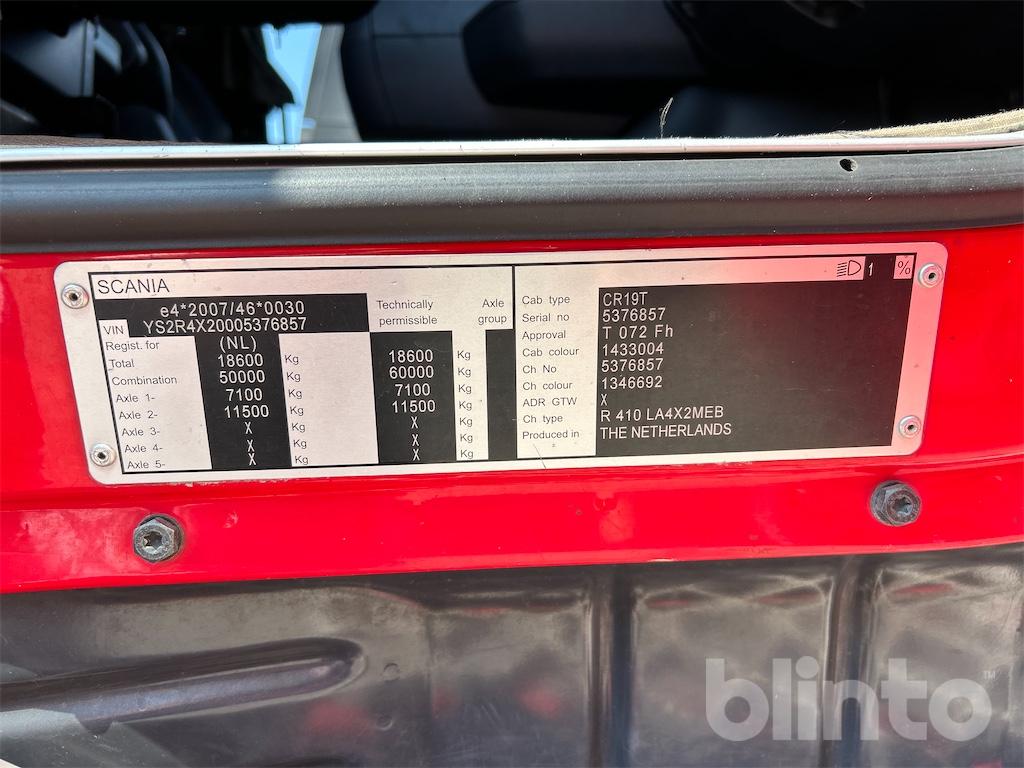 SCANIA
e4*2007/46*0030
VIN YS2R4X20005376857
Technically permissible
Axle group
Regist. for (NL)
Total 18600 Kg 18600 Kg
Combination 50000 Kg 60000 Kg
Axle 1- 7100 Kg 7100 Kg
Axle 2- 11500 Kg 11500 Kg
Axle 3- X Kg X Kg
Axle 4- X Kg X Kg
Axle 5- X Kg X Kg
1 %
Cab type CR19T
Serial no 5376857
Approval T 072 Fh
Cab colour 1433004
Ch No 5376857
Ch colour 1346692
ADR GTW X
Ch type R 410 LA4X2MEB
Produced in THE NETHERLANDS
blinto™